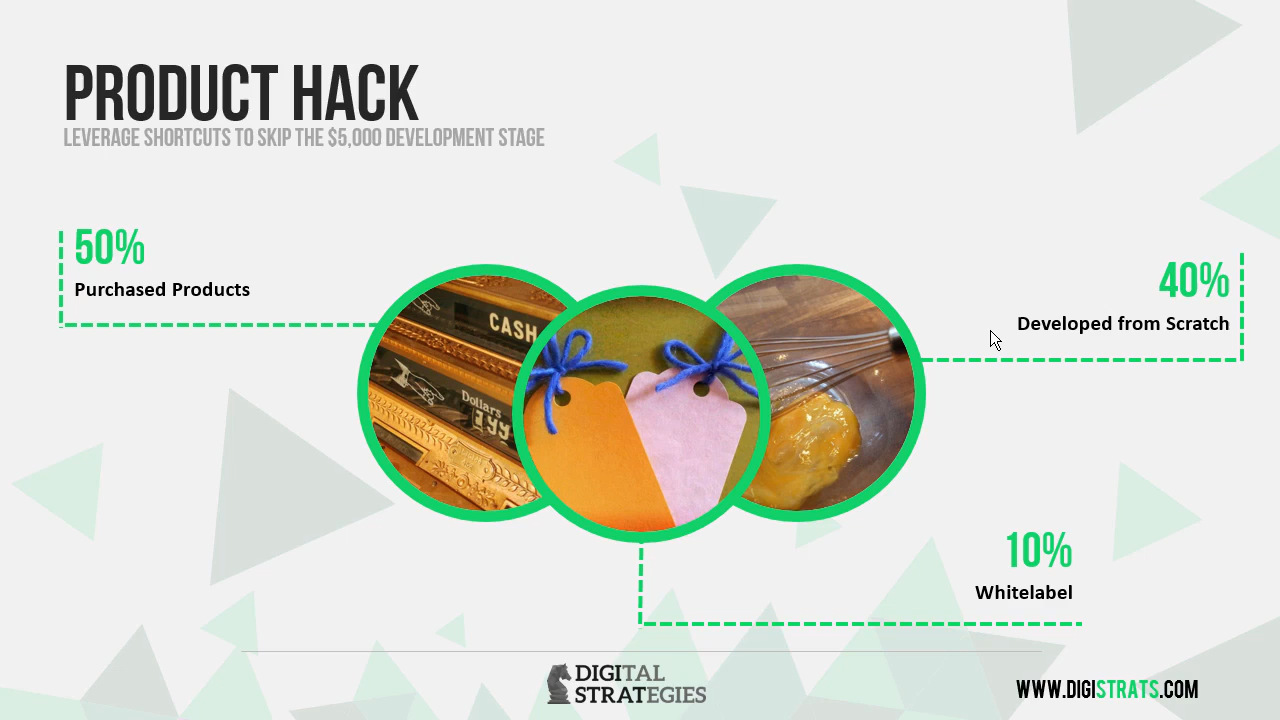 PRODUCT HACK
LEVERAGE SHORTCUTS TO SKIP THE $5,000 DEVELOPMENT STAGE
50%
Purchased Products
40%
Developed from Scratch
CASH
Dollars
10%
Whitelabel
DIGITAL
STRATEGIES
WWW.DIGISTRATS.COM